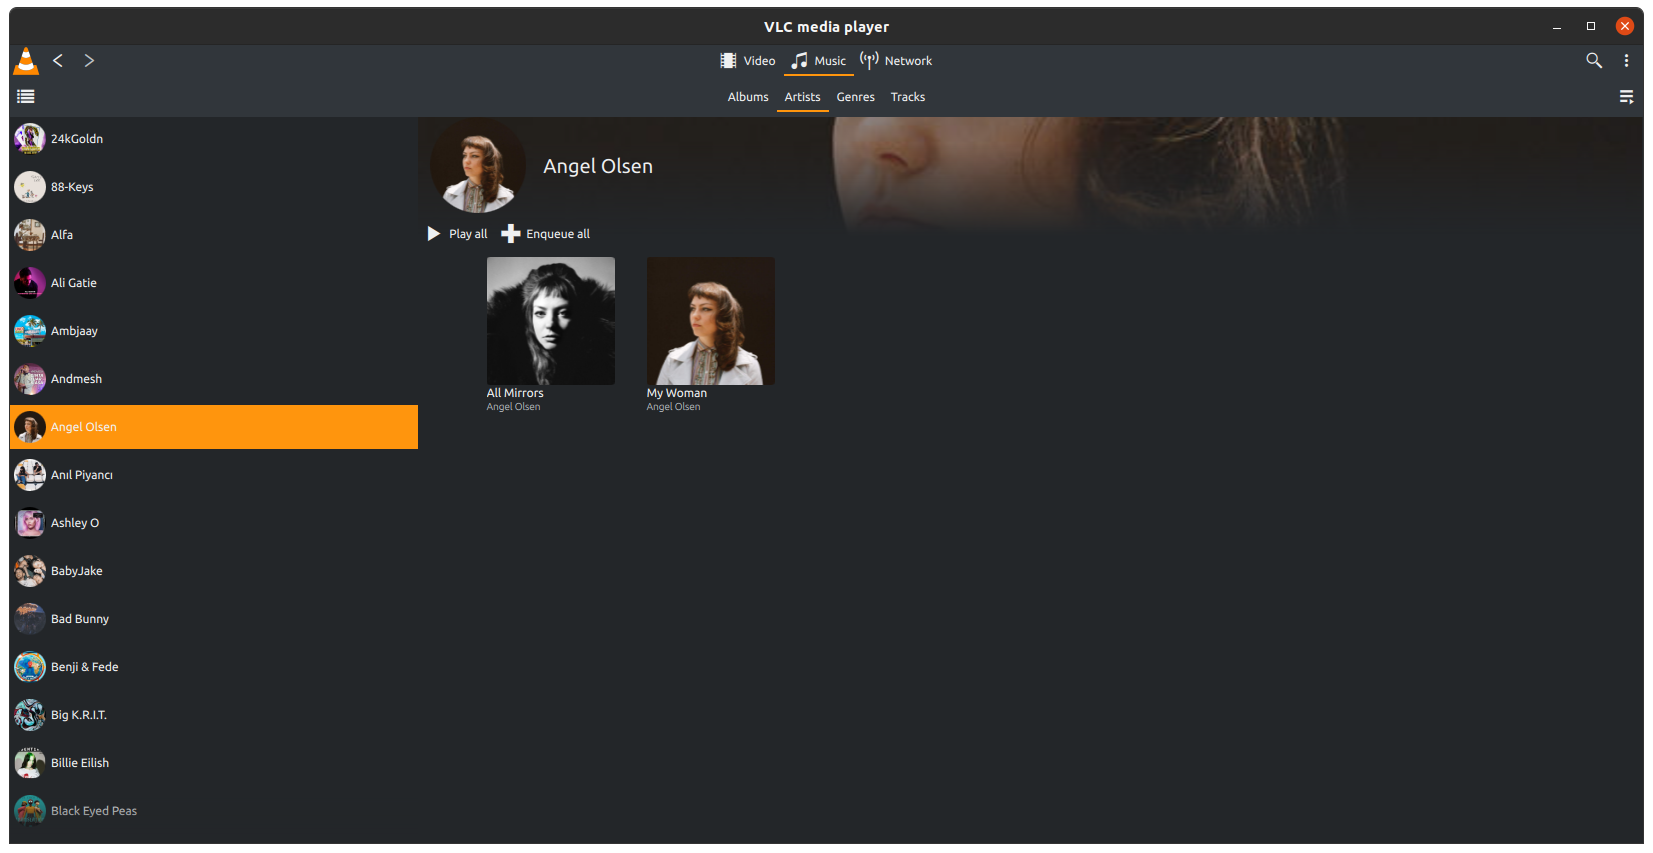 VLC media player
Video Music Network
Albums Artists Genres Tracks
24kGoldn
88-Keys
Alfa
Ali Gatie
Ambjaay
Andmesh
Angel Olsen
Anıl Piyancı
Ashley O
BabyJake
Bad Bunny
Benji & Fede
Big K.R.I.T.
Billie Eilish
Black Eyed Peas
Angel Olsen
Play all Enqueue all
All Mirrors
Angel Olsen
My Woman
Angel Olsen